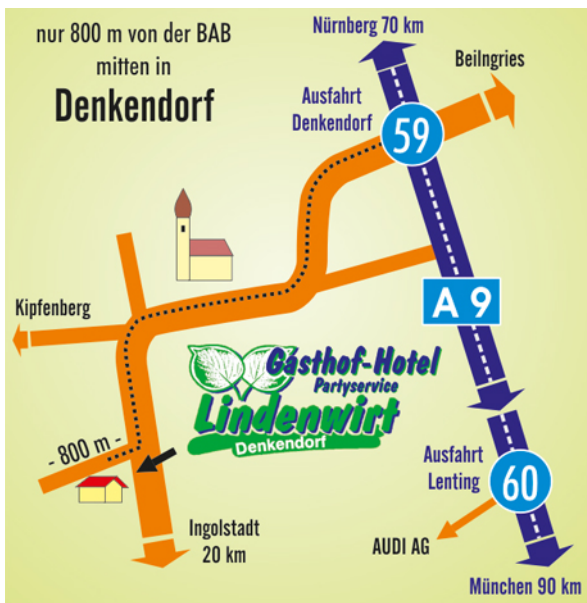 nur 800 m von der BAB
mitten in
Denkendorf
Nürnberg 70 km
Beilngries
Ausfahrt
Denkendorf
59
A 9
Kipfenberg
Gasthof-Hotel
Partyservice
Lindenwirt
Denkendorf
- 800 m -
Ausfahrt
Lenting
60
Ingolstadt
20 km
AUDI AG
München 90 km